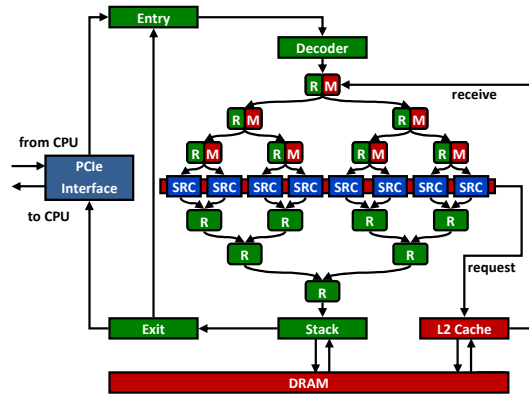 Entry
Decoder
R M
receive
R M
R M
from CPU
R M
R M
R M
R M
PCIe
Interface
SRC SRC SRC SRC SRC SRC SRC SRC
to CPU
R R R R
R R
request
R
Exit
Stack
L2 Cache
DRAM